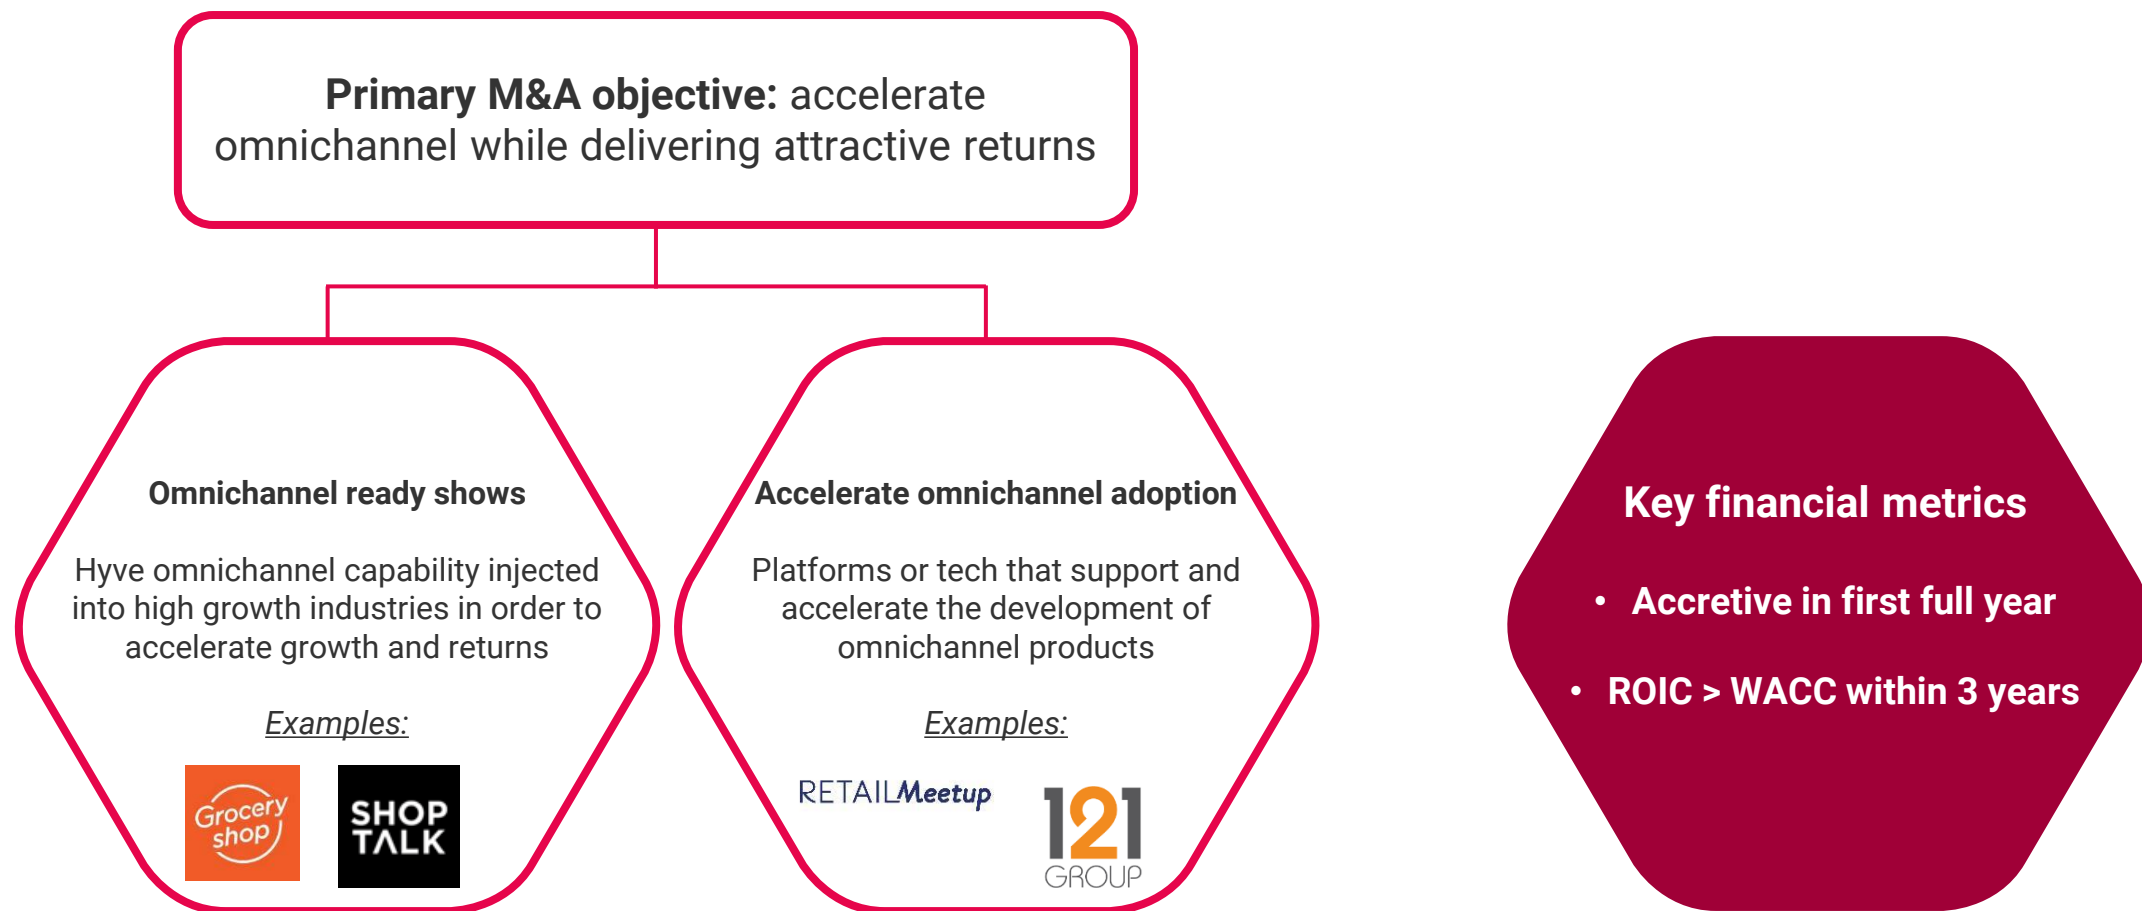 Primary M&A objective: accelerate
omnichannel while delivering attractive returns
Omnichannel ready shows
Hyve omnichannel capability injected
into high growth industries in order to
accelerate growth and returns
Examples:
Grocery
shop
SHOP
TALK
Accelerate omnichannel adoption
Platforms or tech that support and
accelerate the development of
omnichannel products
Examples:
RETAILMeetup
121
GROUP
Key financial metrics
• Accretive in first full year
• ROIC > WACC within 3 years